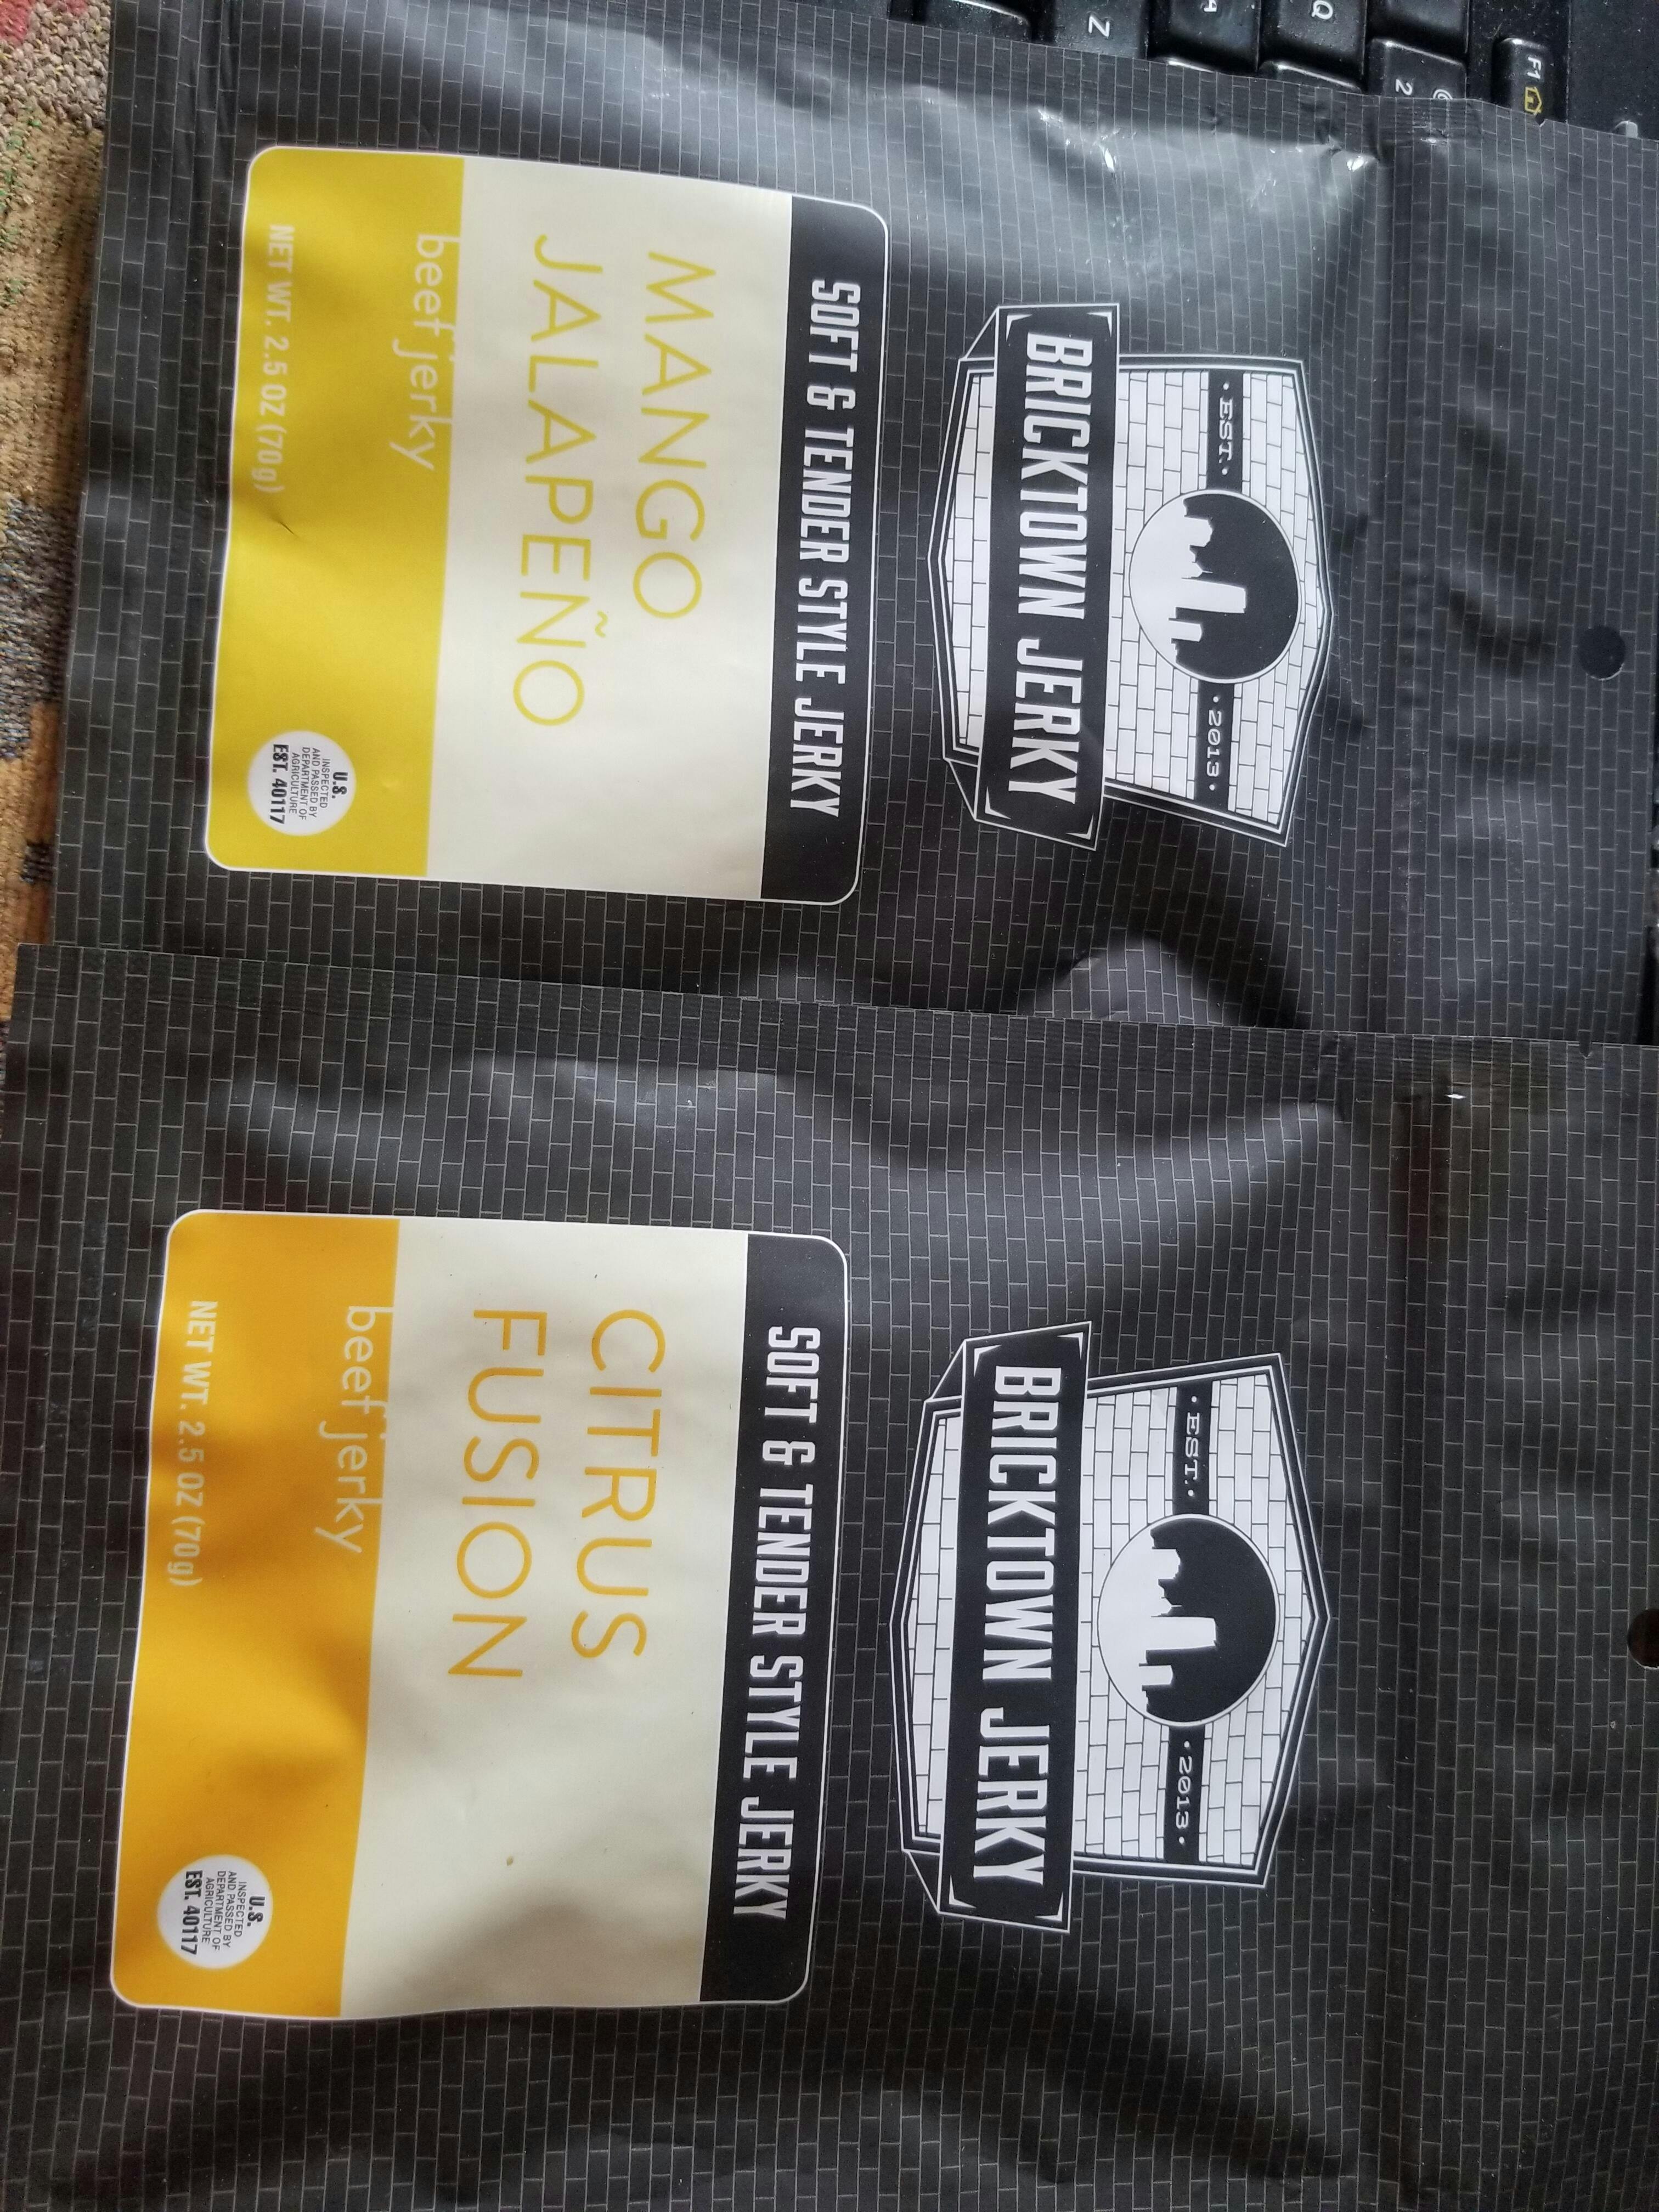 Z
A
Q
2
@
F1
• EST. •
• 2013 •
BRICKTOWN JERKY
SOFT & TENDER STYLE JERKY
MANGO
JALAPEÑO
beef jerky
NET WT. 2.5 OZ (70g)
U.S.
INSPECTED
AND PASSED BY
DEPARTMENT OF
AGRICULTURE
EST. 40117
• EST. •
• 2013 •
BRICKTOWN JERKY
SOFT & TENDER STYLE JERKY
CITRUS
FUSION
beef jerky
NET WT. 2.5 OZ (70g)
U.S.
INSPECTED
AND PASSED BY
DEPARTMENT OF
AGRICULTURE
EST. 40117